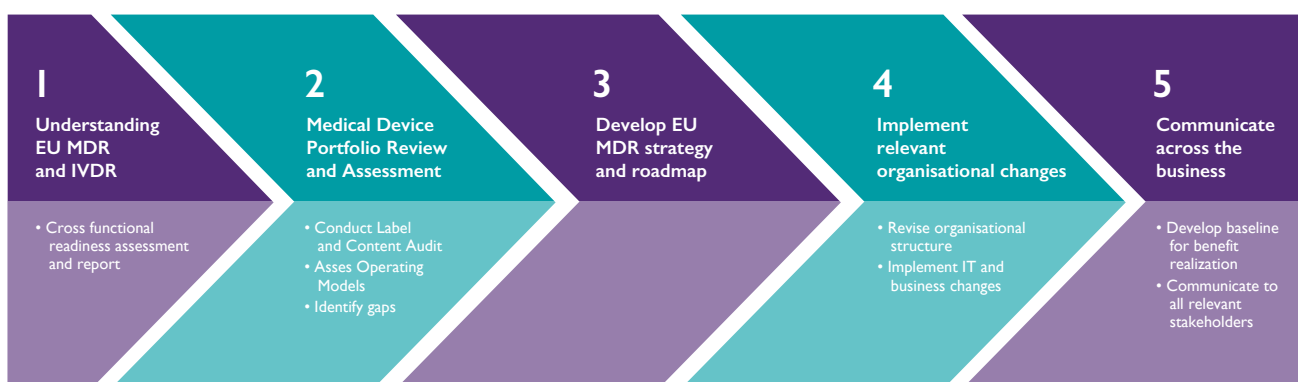 1
Understanding
EU MDR
and IVDR
• Cross functional
readiness assessment
and report
2
Medical Device
Portfolio Review
and Assessment
• Conduct Label
and Content Audit
• Asses Operating
Models
• Identify gaps
3
Develop EU
MDR strategy
and roadmap
4
Implement
relevant
organisational changes
• Revise organisational
structure
• Implement IT and
business changes
5
Communicate
across the
business
• Develop baseline
for benefit
realization
• Communicate to
all relevant
stakeholders